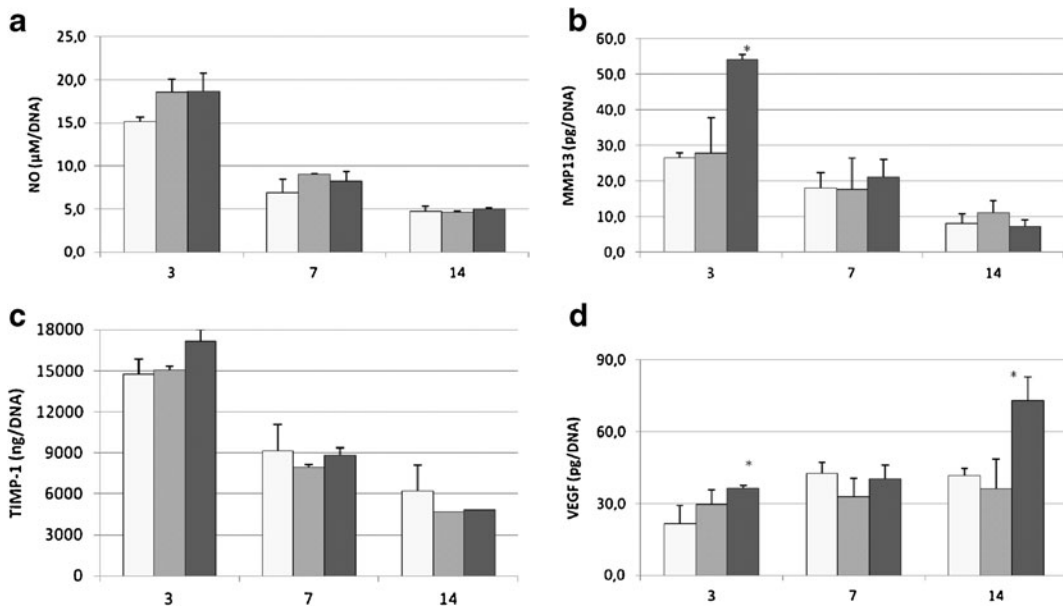 a
NO (µM/DNA)
25,0
20,0
15,0
10,0
5,0
0,0
3 7 14
b
MMP13 (pg/DNA)
60,0
50,0
40,0
30,0
20,0
10,0
0,0
*
3 7 14
c
TIMP-1 (ng/DNA)
18000
15000
12000
9000
6000
3000
0
3 7 14
d
VEGF (pg/DNA)
90,0
60,0
30,0
0,0
* *
3 7 14